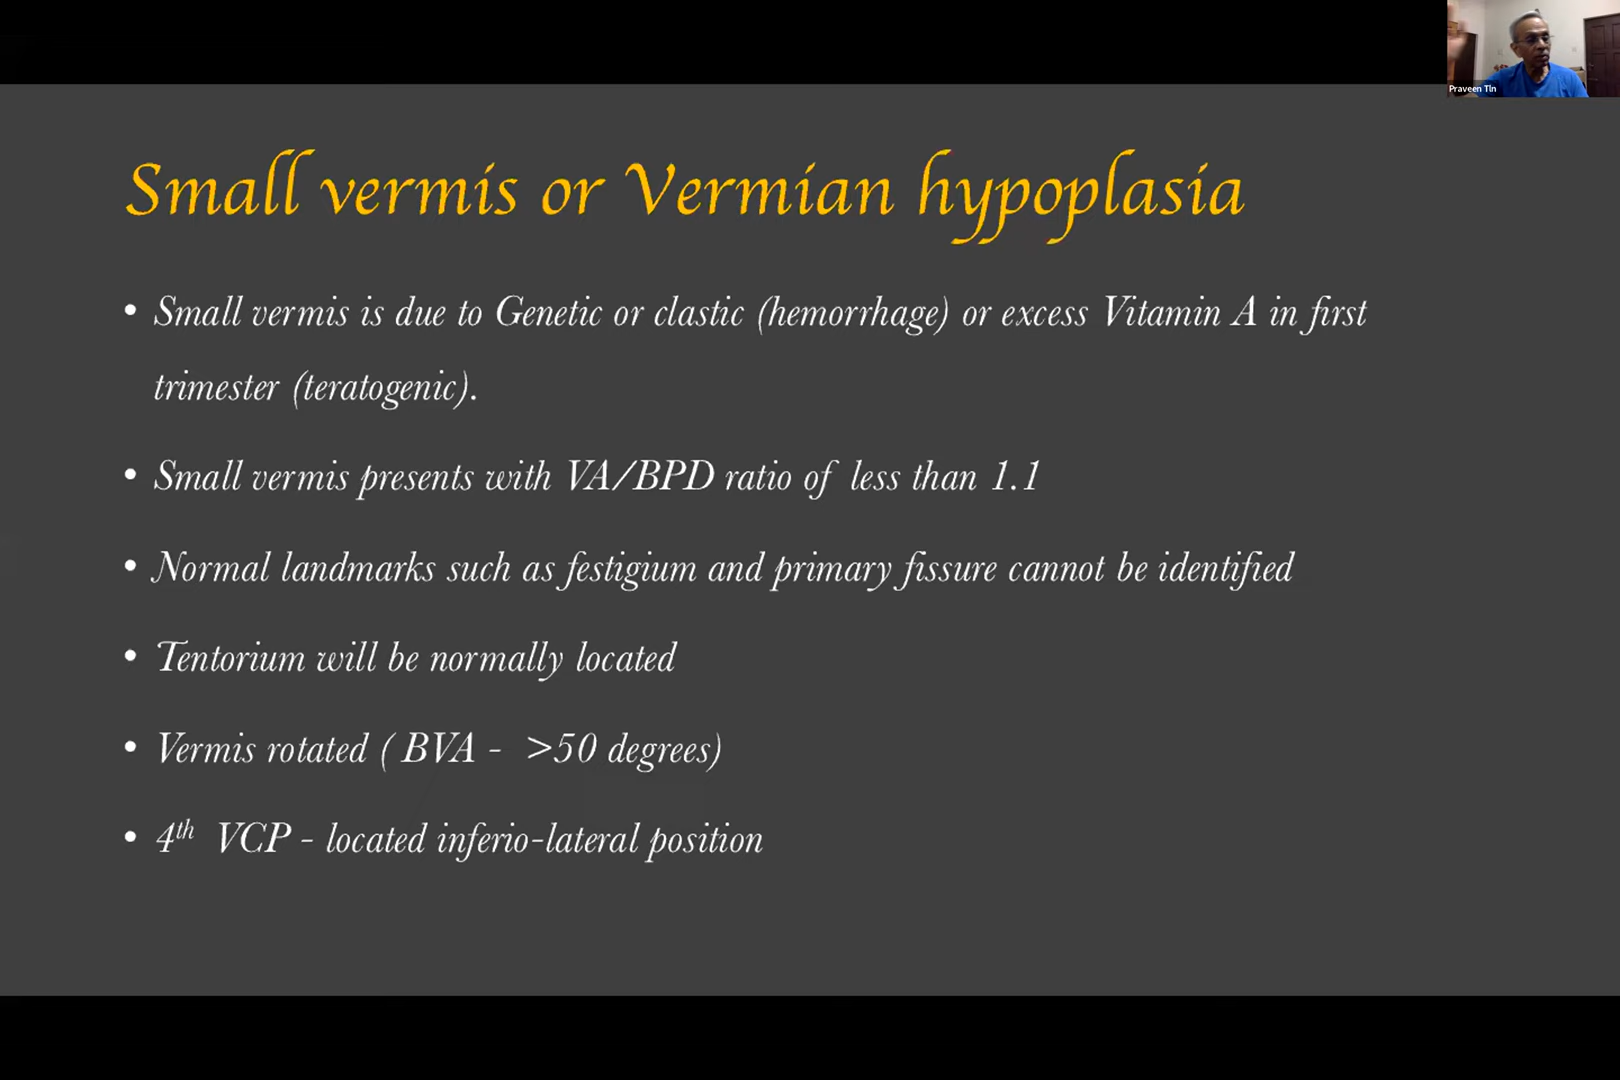 Praveen Tln
Small vermis or Vermian hypoplasia
• Small vermis is due to Genetic or clastic (hemorrhage) or excess Vitamin A in first
trimester (teratogenic).
• Small vermis presents with VA/BPD ratio of less than 1.1
• Normal landmarks such as festigium and primary fissure cannot be identified
• Tentorium will be normally located
• Vermis rotated ( BVA - >50 degrees)
• 4th VCP - located inferio-lateral position